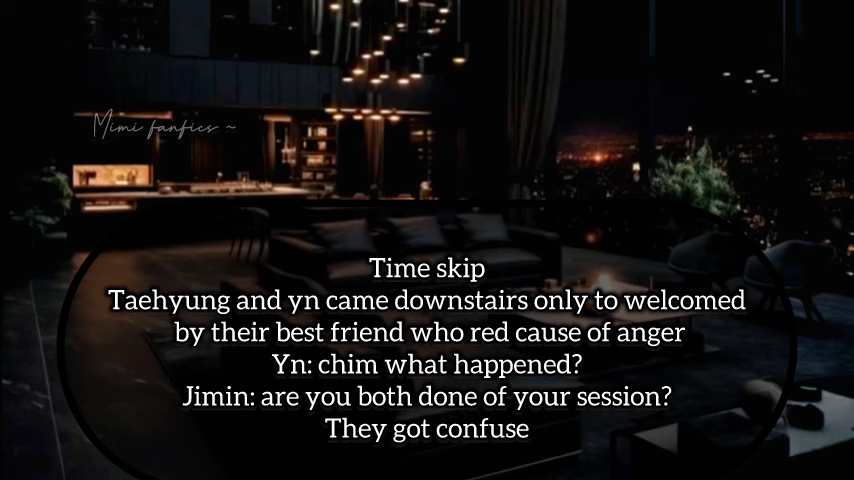 Mimi fanfics ~
Time skip
Taehyung and yn came downstairs only to welcomed
by their best friend who red cause of anger
Yn: chim what happened?
Jimin: are you both done of your session?
They got confuse